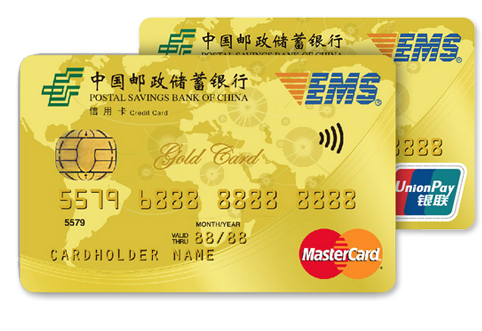 中国邮政储蓄银行
EMS
中国邮政储蓄银行
POSTAL SAVINGS BANK OF CHINA
信用卡 Credit Card
EMS
Gold Card
5579 6888 8888 8888
5579
MONTH/YEAR
VALID THRU 88/88
CARDHOLDER NAME
MasterCard
8888
UnionPay
银联